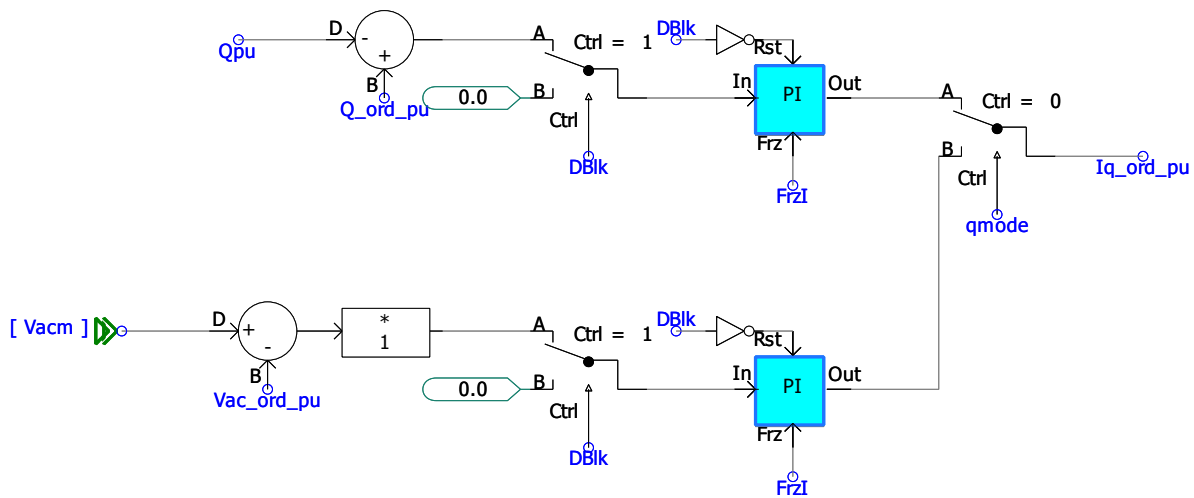 D
-
+
Qpu
B
Q_ord_pu
A
Ctrl = 1
B
0.0
Ctrl
DBlk
DBlk
Rst
In
PI
Out
Frz
FrzI
A
Ctrl = 0
B
Ctrl
qmode
Iq_ord_pu
[ Vacm ]
D
+
-
B
Vac_ord_pu
*
1
A
Ctrl = 1
B
0.0
Ctrl
DBlk
DBlk
Rst
In
PI
Out
Frz
FrzI